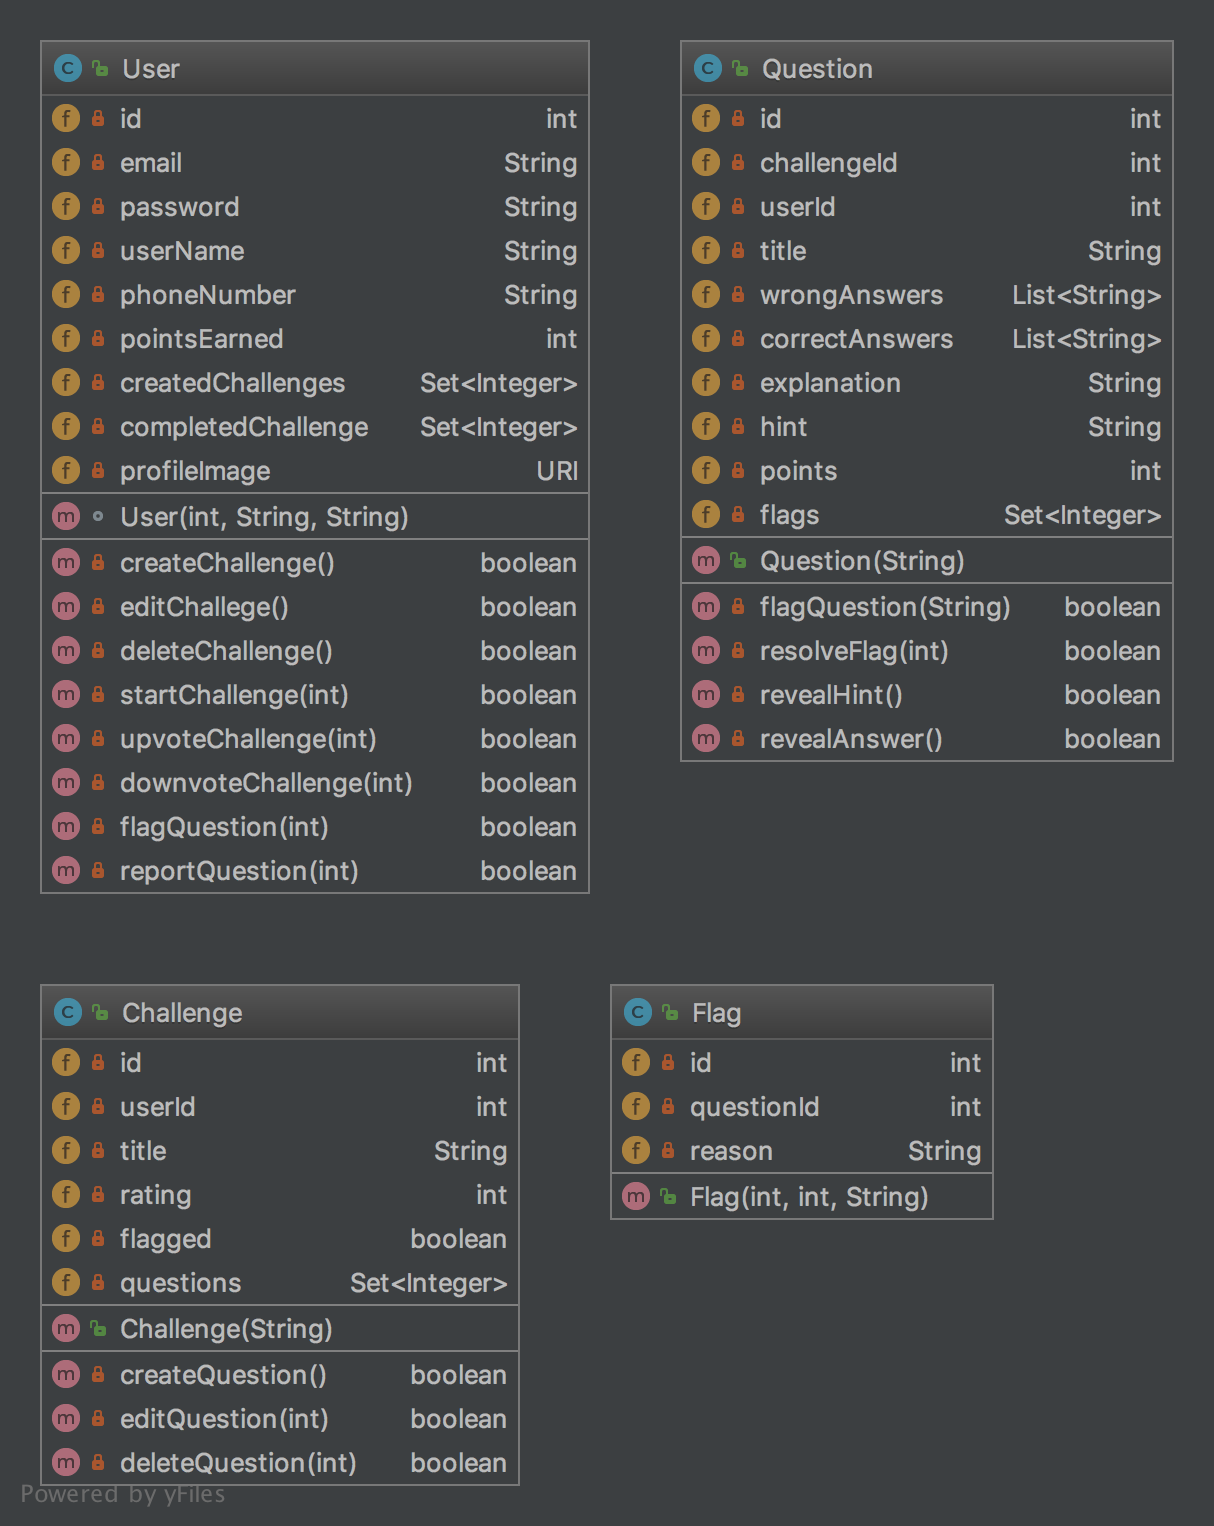 User
id int
email String
password String
userName String
phoneNumber String
pointsEarned int
createdChallenges Set<Integer>
completedChallenge Set<Integer>
profileImage URI
User(int, String, String)
createChallenge() boolean
editChallege() boolean
deleteChallenge() boolean
startChallenge(int) boolean
upvoteChallenge(int) boolean
downvoteChallenge(int) boolean
flagQuestion(int) boolean
reportQuestion(int) boolean
Question
id int
challengeId int
userId int
title String
wrongAnswers List<String>
correctAnswers List<String>
explanation String
hint String
points int
flags Set<Integer>
Question(String)
flagQuestion(String) boolean
resolveFlag(int) boolean
revealHint() boolean
revealAnswer() boolean
Challenge
id int
userId int
title String
rating int
flagged boolean
questions Set<Integer>
Challenge(String)
createQuestion() boolean
editQuestion(int) boolean
deleteQuestion(int) boolean
Flag
id int
questionId int
reason String
Flag(int, int, String)
Powered by yFiles